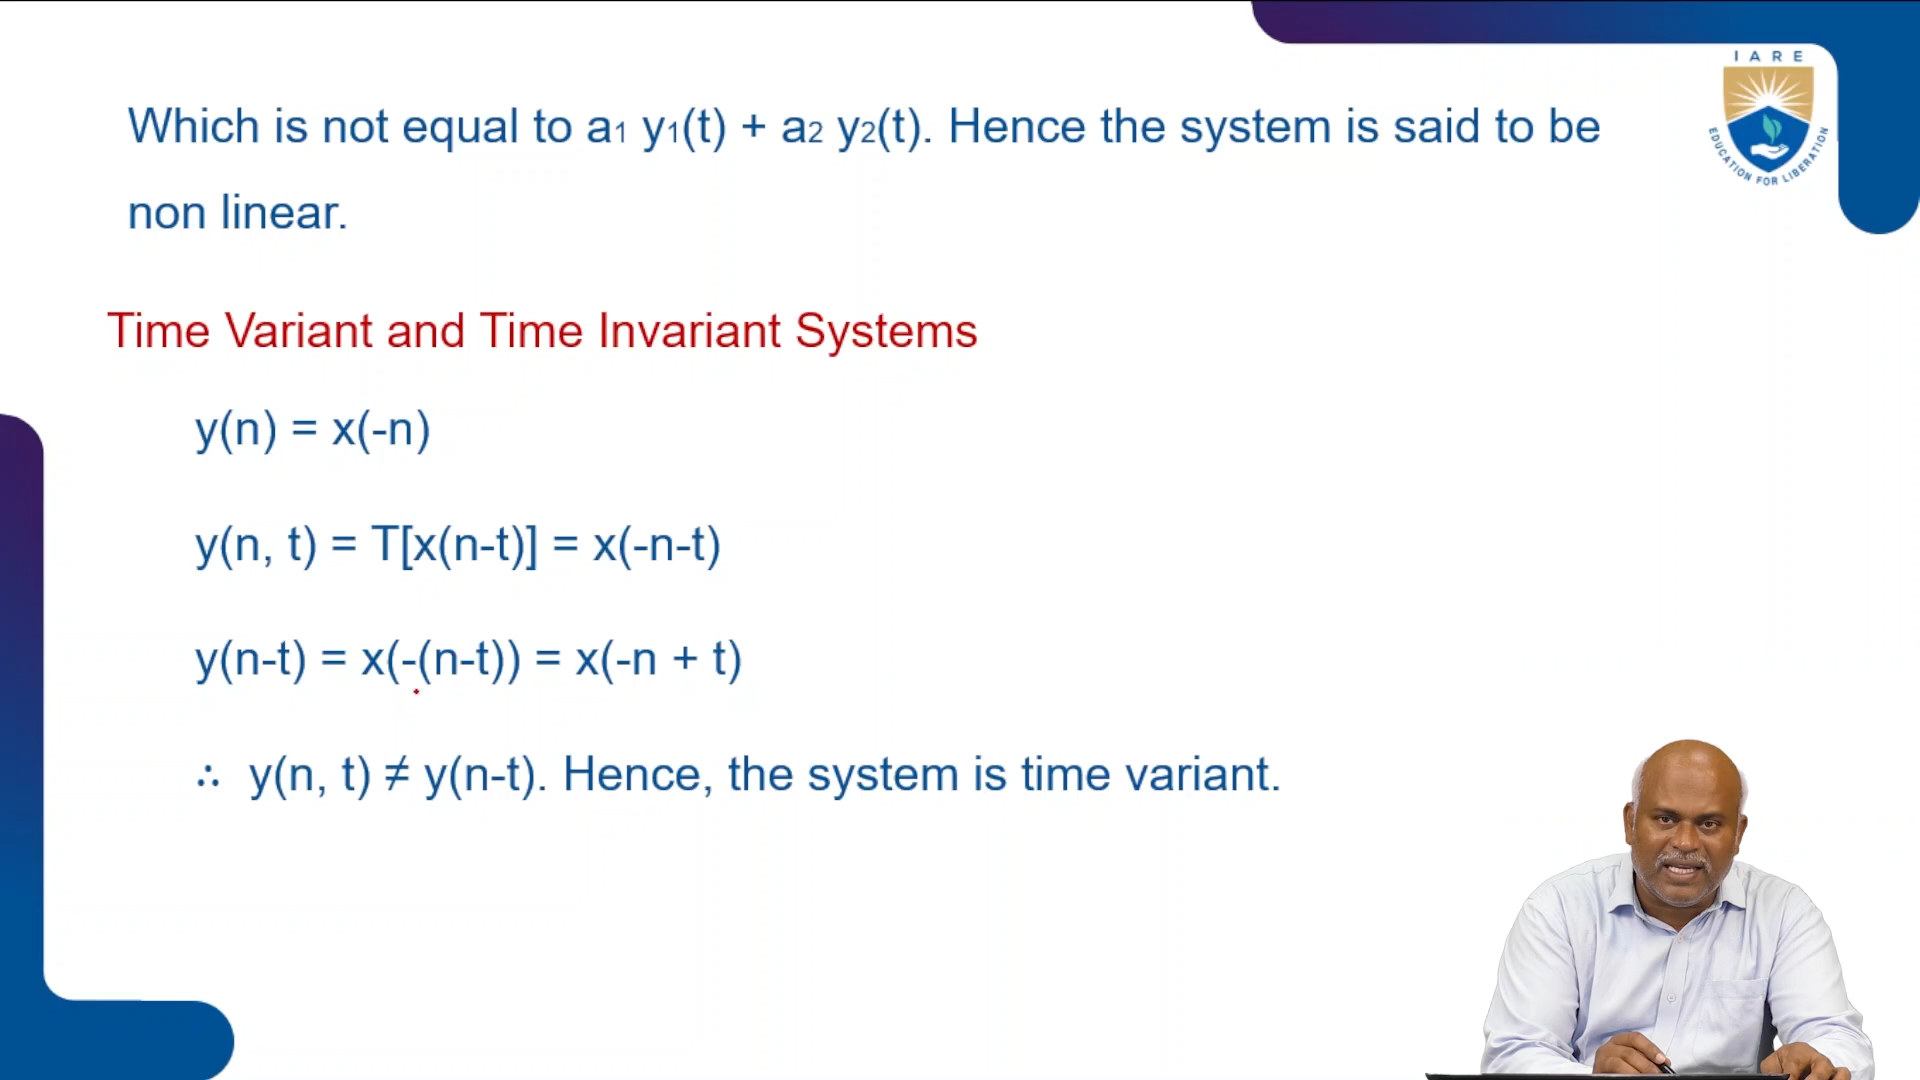 IARE
EDUCATION FOR LIBERATION
Which is not equal to a1 y1(t) + a2 y2(t). Hence the system is said to be
non linear.
Time Variant and Time Invariant Systems
y(n) = x(-n)
y(n, t) = T[x(n-t)] = x(-n-t)
y(n-t) = x(-(n-t)) = x(-n + t)
∴ y(n, t) ≠ y(n-t). Hence, the system is time variant.